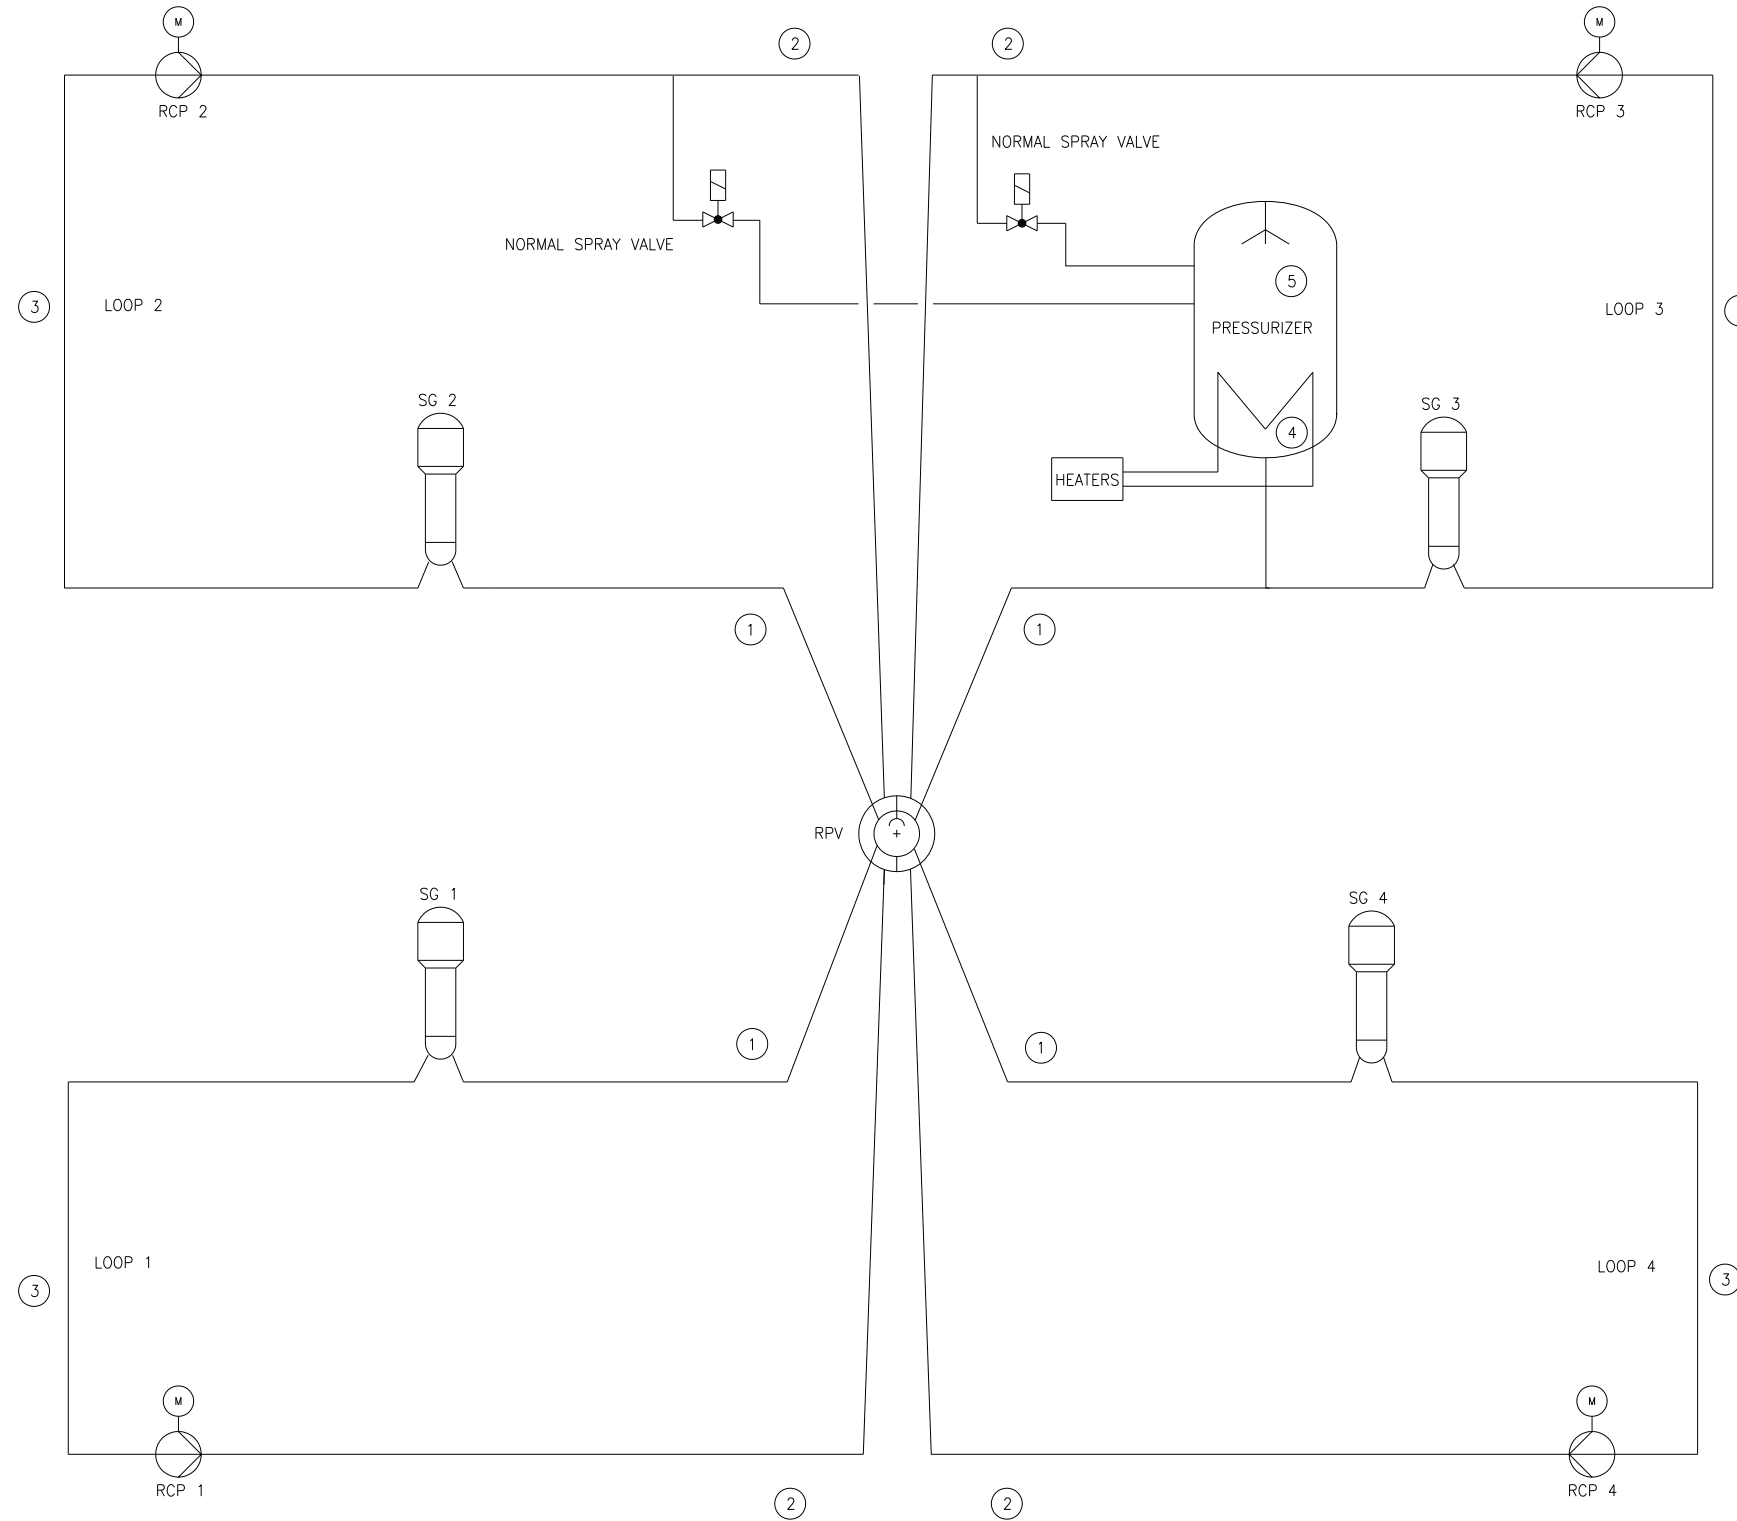 M
M
2
2
RCP 2
RCP 3
NORMAL SPRAY VALVE
NORMAL SPRAY VALVE
5
3
LOOP 2
LOOP 3
PRESSURIZER
SG 2
SG 3
4
HEATERS
1
1
RPV
SG 1
SG 4
1
1
LOOP 1
LOOP 4
3
3
M
M
RCP 1
RCP 4
2
2